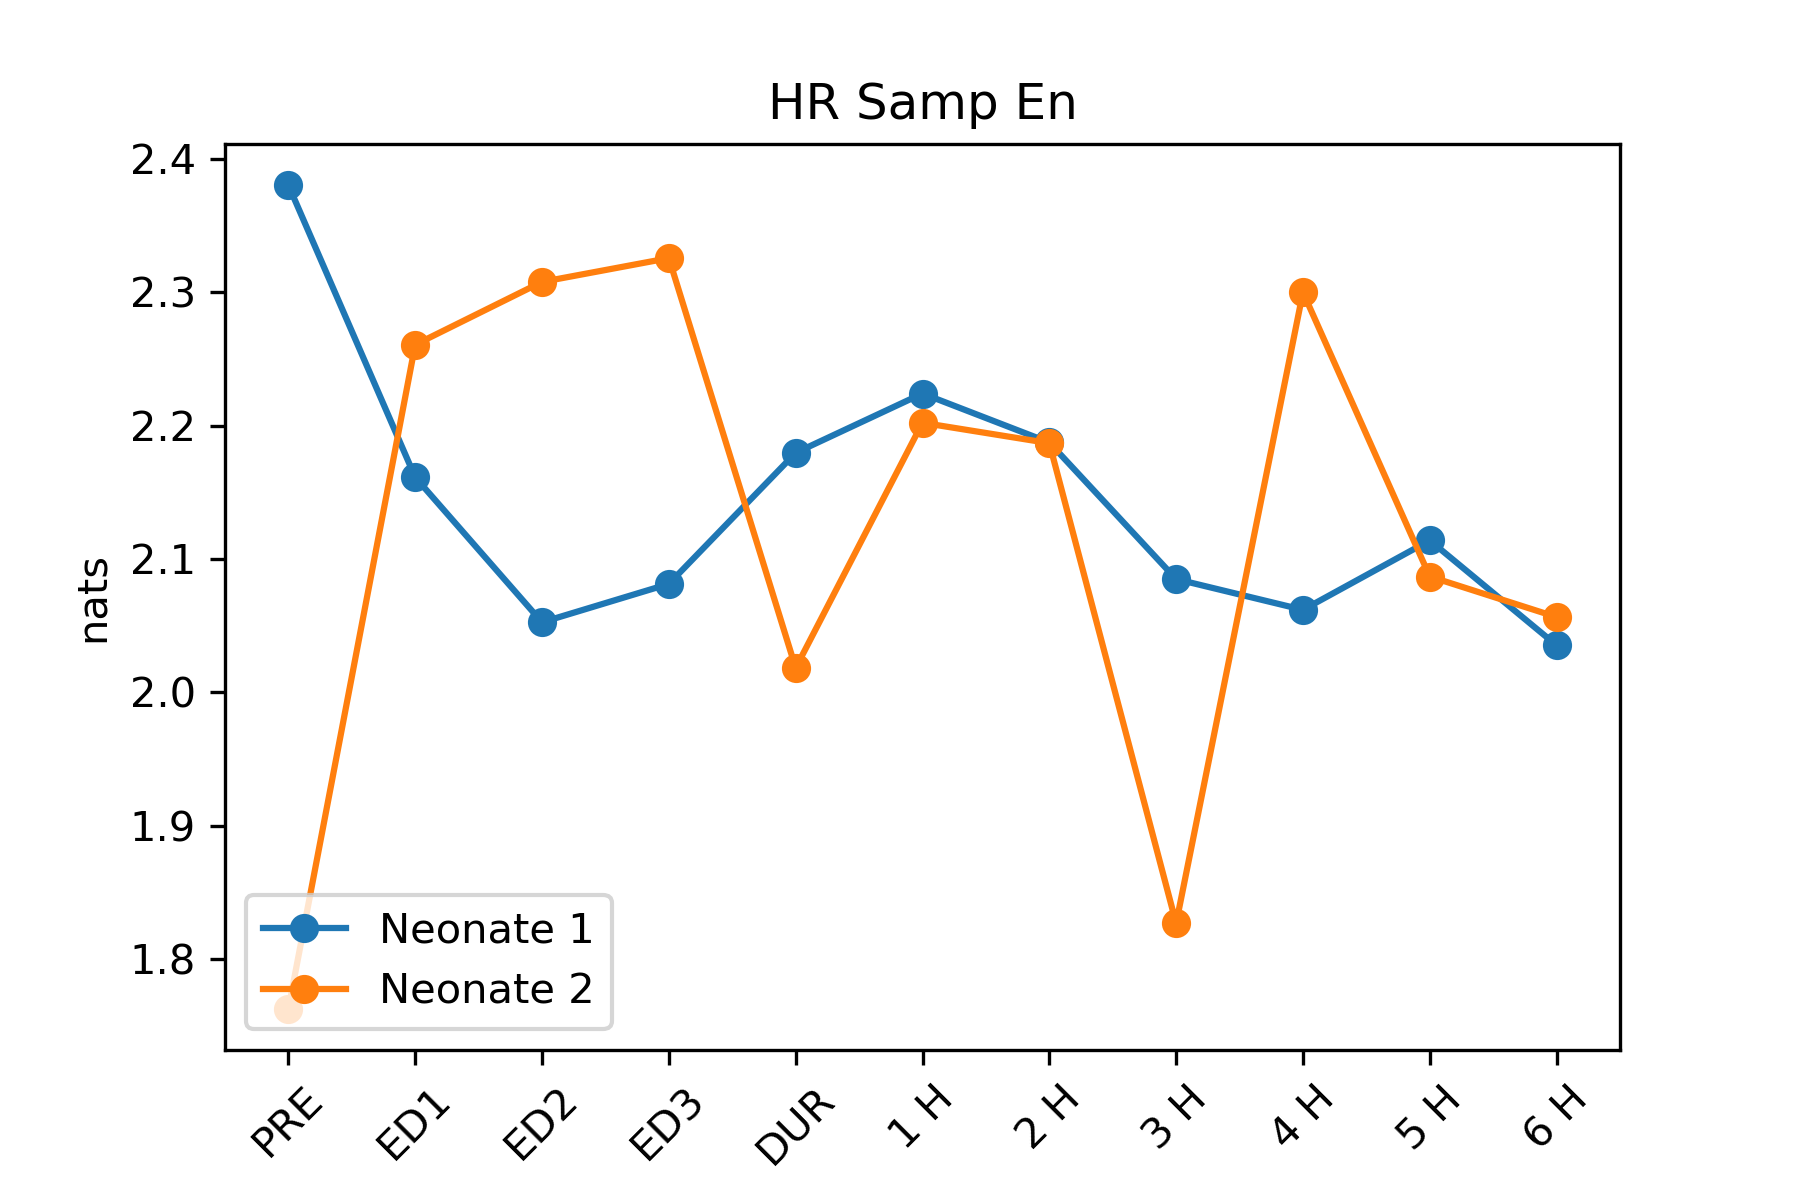 HR Samp En
nats
2.4
2.3
2.2
2.1
2.0
1.9
1.8
Neonate 1
Neonate 2
PRE
ED1
ED2
ED3
DUR
1 H
2 H
3 H
4 H
5 H
6 H